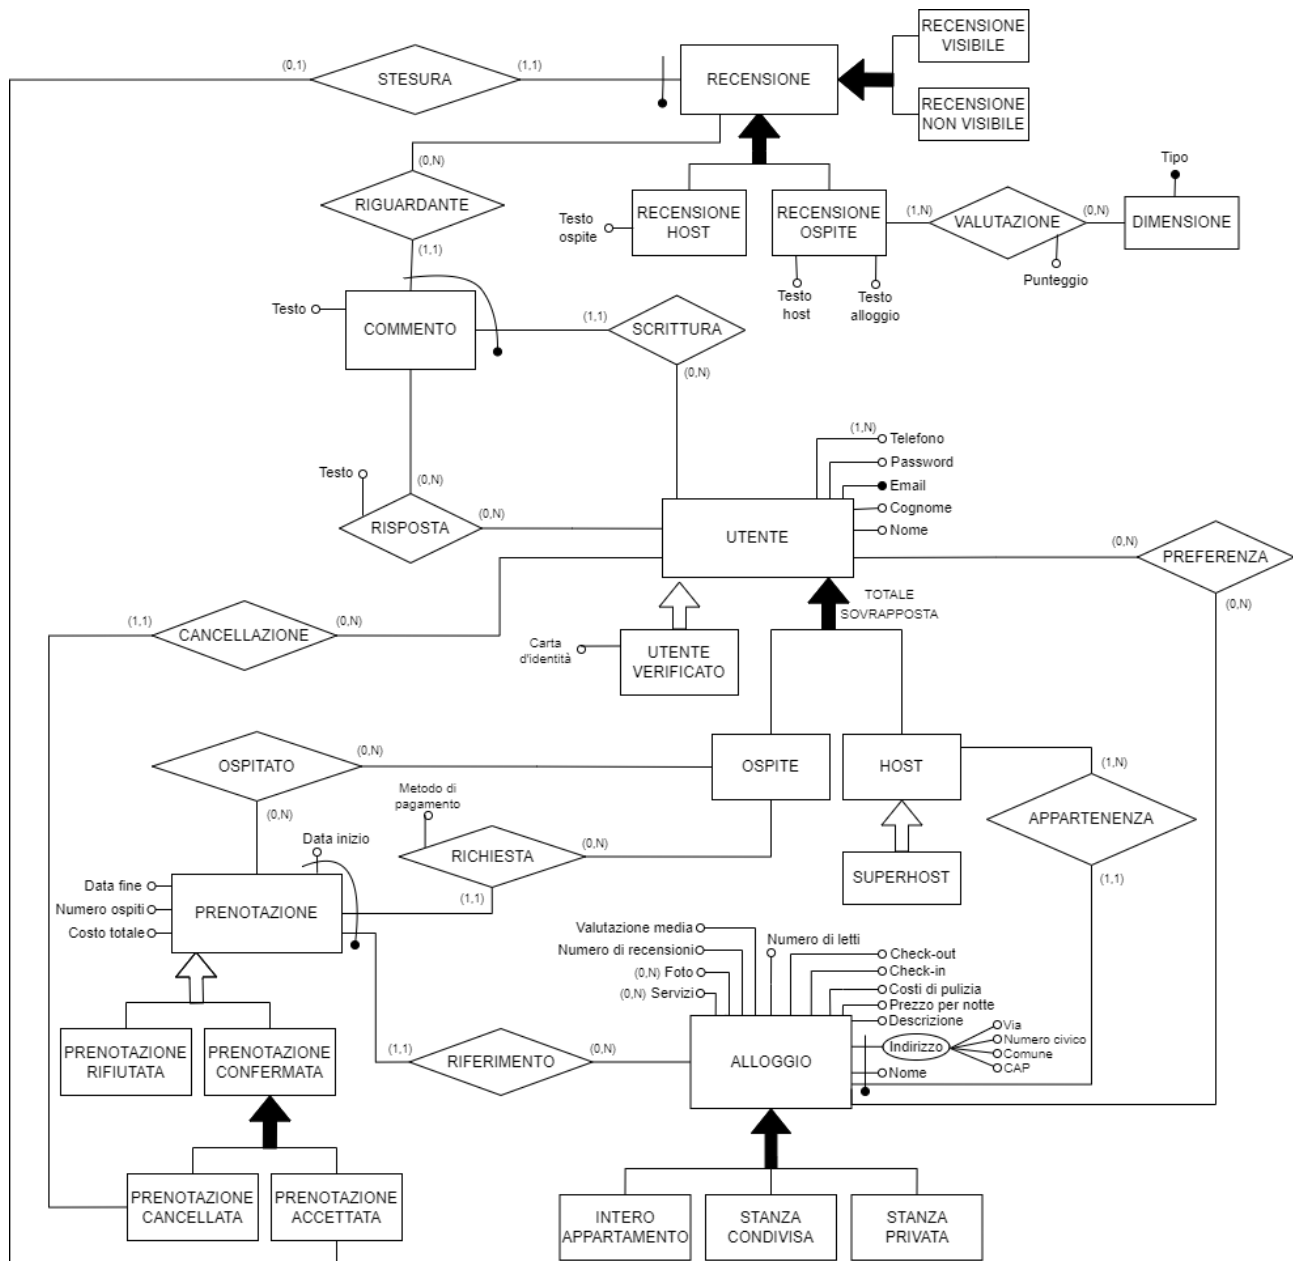 RECENSIONE
VISIBILE
(0,1)
STESURA
(1,1)
RECENSIONE
RECENSIONE
NON VISIBILE
(0,N)
RIGUARDANTE
(1,1)
Testo
ospite
RECENSIONE
HOST
RECENSIONE
OSPITE
(1,N)
VALUTAZIONE
(0,N)
Tipo
DIMENSIONE
Punteggio
Testo
host
Testo
alloggio
Testo
COMMENTO
(1,1)
SCRITTURA
(0,N)
(1,N)
Telefono
Password
Email
Cognome
Nome
Testo
(0,N)
RISPOSTA
(0,N)
UTENTE
(0,N)
PREFERENZA
(0,N)
TOTALE
SOVRAPPOSTA
(1,1)
CANCELLAZIONE
(0,N)
Carta
d'identità
UTENTE
VERIFICATO
OSPITATO
(0,N)
(0,N)
OSPITE
HOST
(1,N)
APPARTENENZA
(1,1)
Metodo di
pagamento
RICHIESTA
(0,N)
(1,1)
SUPERHOST
Data inizio
Data fine
Numero ospiti
Costo totale
PRENOTAZIONE
Valutazione media
Numero di recensioni
(0,N) Foto
(0,N) Servizi
Numero di letti
Check-out
Check-in
Costi di pulizia
Prezzo per notte
Descrizione
Indirizzo
Via
Numero civico
Comune
CAP
Nome
PRENOTAZIONE
RIFIUTATA
PRENOTAZIONE
CONFERMATA
(1,1)
RIFERIMENTO
(0,N)
ALLOGGIO
PRENOTAZIONE
CANCELLATA
PRENOTAZIONE
ACCETTATA
INTERO
APPARTAMENTO
STANZA
CONDIVISA
STANZA
PRIVATA